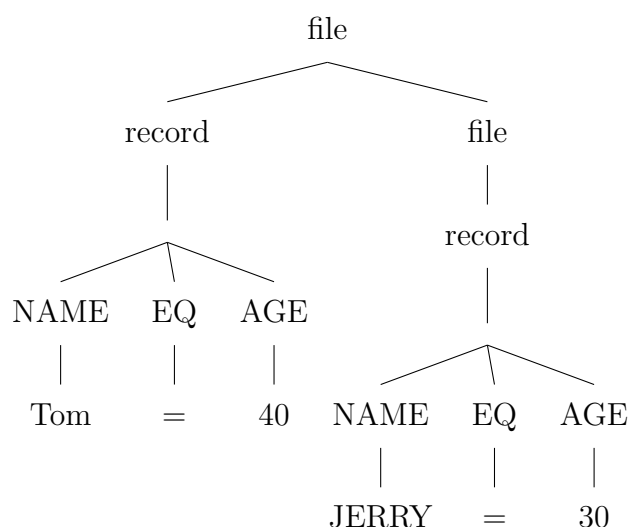 file
record file
record
NAME EQ AGE
Tom = 40 NAME EQ AGE
JERRY = 30